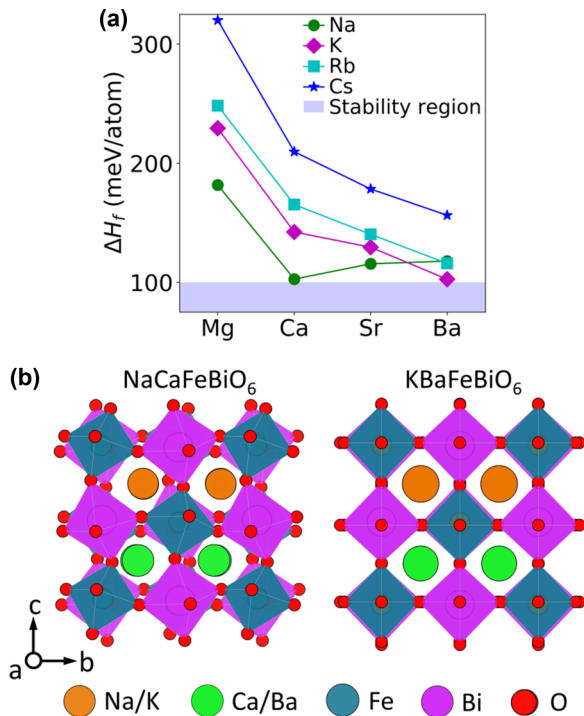 (a)
300
200
100
ΔH_f (meV/atom)
Na
K
Rb
Cs
Stability region
Mg Ca Sr Ba
(b)
NaCaFeBiO₆ KBaFeBiO₆
c
a b
Na/K Ca/Ba Fe Bi O